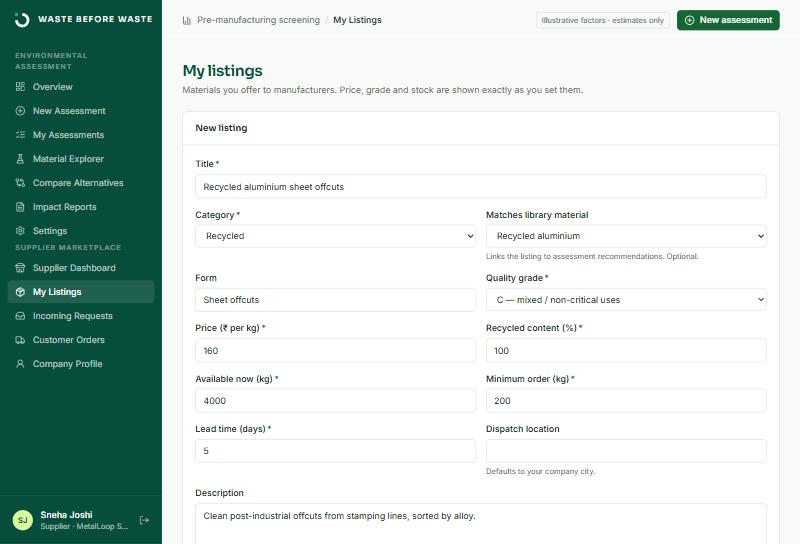 WASTE BEFORE WASTE
Pre-manufacturing screening / My Listings
Illustrative factors · estimates only
New assessment
ENVIRONMENTAL
ASSESSMENT
Overview
New Assessment
My Assessments
Material Explorer
Compare Alternatives
Impact Reports
Settings
SUPPLIER MARKETPLACE
Supplier Dashboard
My Listings
Incoming Requests
Customer Orders
Company Profile
SJ
Sneha Joshi
Supplier · MetalLoop S...
My listings
Materials you offer to manufacturers. Price, grade and stock are shown exactly as you set them.
New listing
Title *
Recycled aluminium sheet offcuts
Category *
Matches library material
Recycled
Recycled aluminium
Links the listing to assessment recommendations. Optional.
Form
Quality grade *
Sheet offcuts
C — mixed / non-critical uses
Price (₹ per kg) *
Recycled content (%) *
160
100
Available now (kg) *
Minimum order (kg) *
4000
200
Lead time (days) *
Dispatch location
5
Defaults to your company city.
Description
Clean post-industrial offcuts from stamping lines, sorted by alloy.